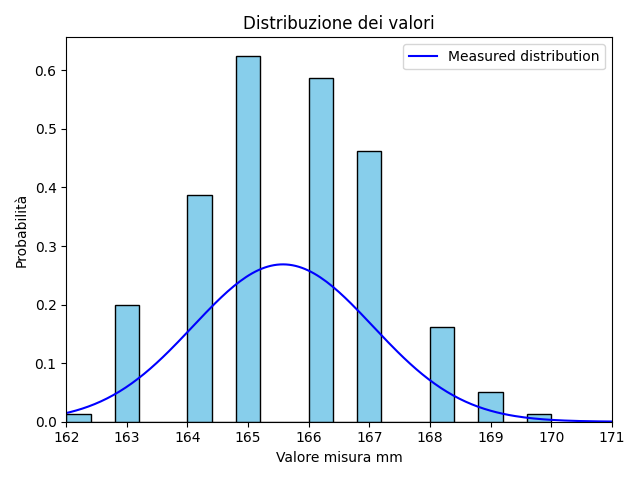 Distribuzione dei valori
Measured distribution
Probabilità
0.6
0.5
0.4
0.3
0.2
0.1
0.0
162 163 164 165 166 167 168 169 170 171
Valore misura mm